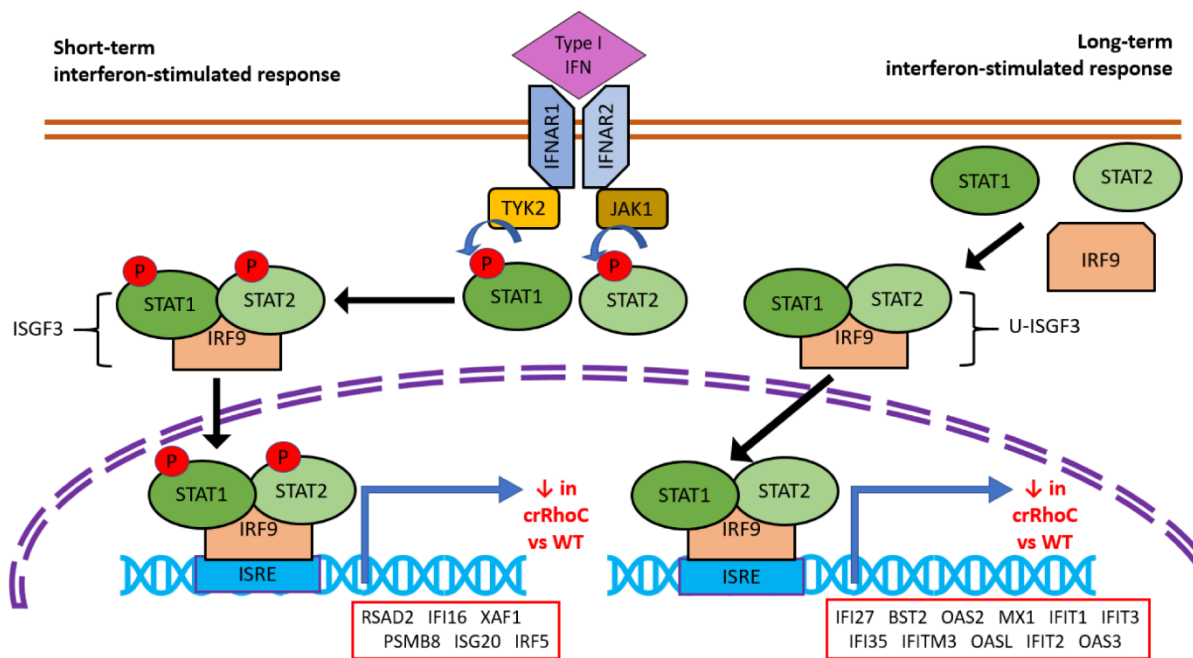 Short-term
interferon-stimulated response
Type I
IFN
Long-term
interferon-stimulated response
IFNAR1
IFNAR2
TYK2
JAK1
STAT1
STAT2
IRF9
P
STAT1
P
STAT2
P
STAT1
P
STAT2
IRF9
ISGF3
STAT1
STAT2
IRF9
U-ISGF3
P
STAT1
P
STAT2
IRF9
ISRE
↓ in
crRhoC
vs WT
RSAD2 IFI16 XAF1
PSMB8 ISG20 IRF5
STAT1
STAT2
IRF9
ISRE
↓ in
crRhoC
vs WT
IFI27 BST2 OAS2 MX1 IFIT1 IFIT3
IFI35 IFITM3 OASL IFIT2 OAS3